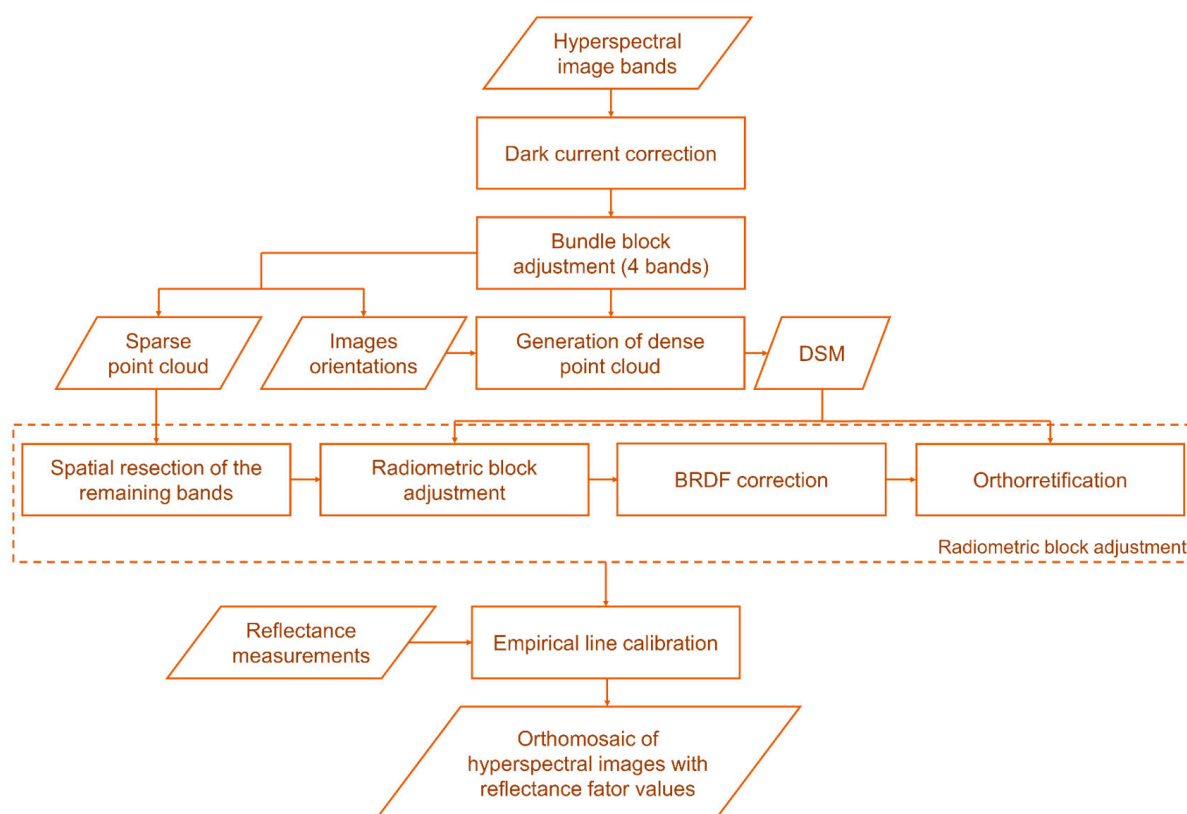 Hyperspectral
image bands
Dark current correction
Bundle block
adjustment (4 bands)
Sparse
point cloud
Images
orientations
Generation of dense
point cloud
DSM
Spatial resection of the
remaining bands
Radiometric block
adjustment
BRDF correction
Orthorretification
Radiometric block adjustment
Reflectance
measurements
Empirical line calibration
Orthomosaic of
hyperspectral images with
reflectance fator values